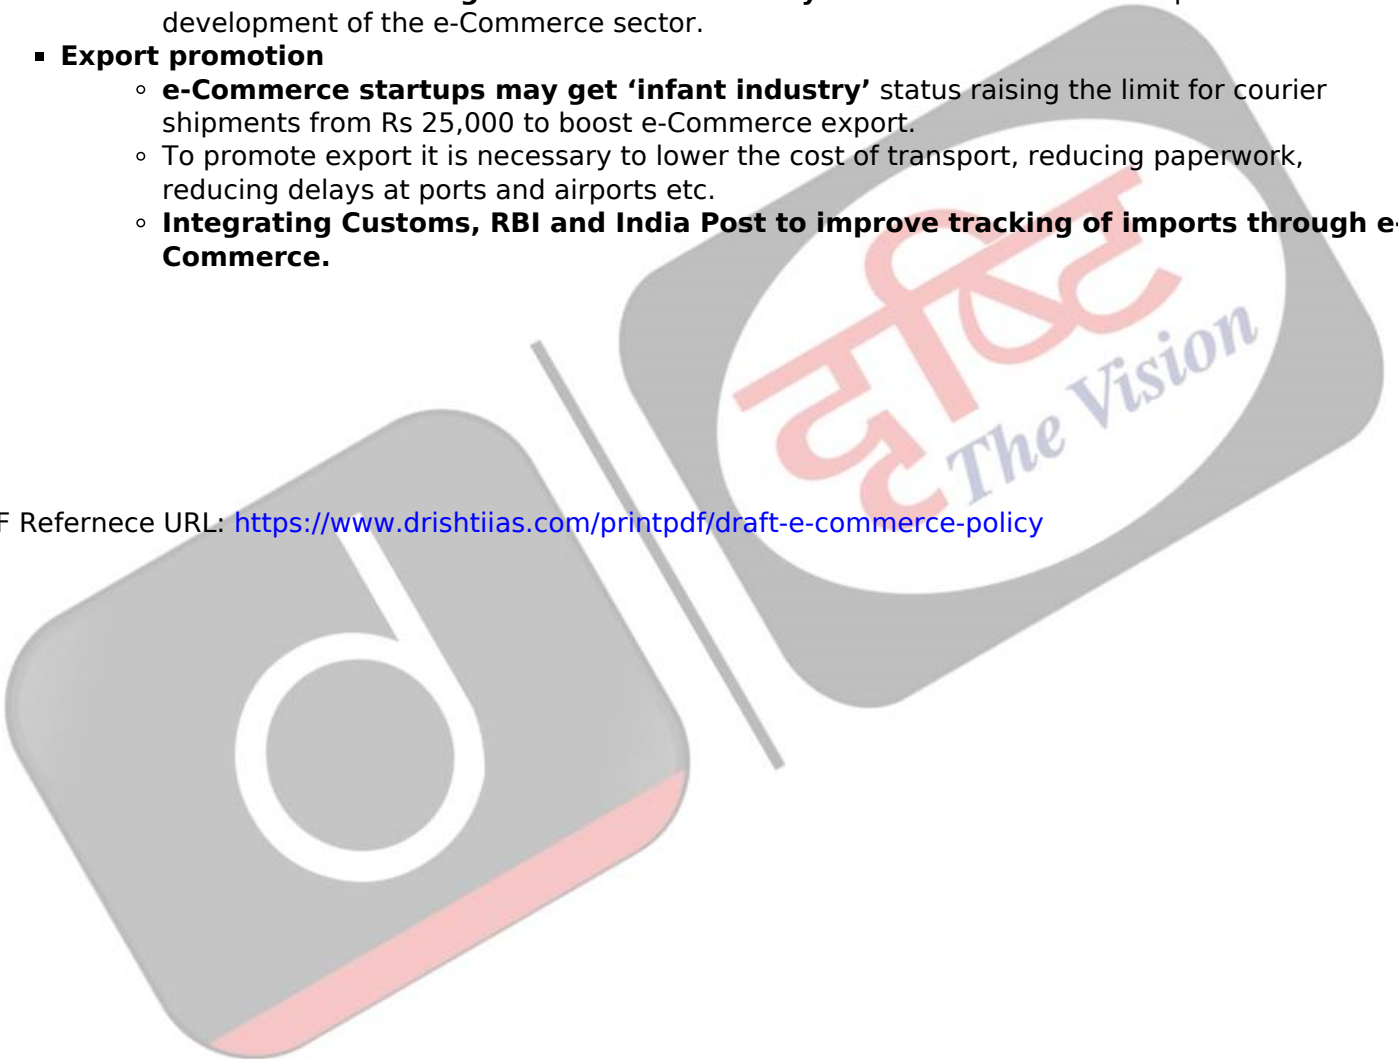 development of the e-Commerce sector.
▪ Export promotion
◦ e-Commerce startups may get ‘infant industry’ status raising the limit for courier
shipments from Rs 25,000 to boost e-Commerce export.
◦ To promote export it is necessary to lower the cost of transport, reducing paperwork,
reducing delays at ports and airports etc.
◦ Integrating Customs, RBI and India Post to improve tracking of imports through e-
Commerce.
दृष्टि
The Vision
F Refernece URL: https://www.drishtiias.com/printpdf/draft-e-commerce-policy
d